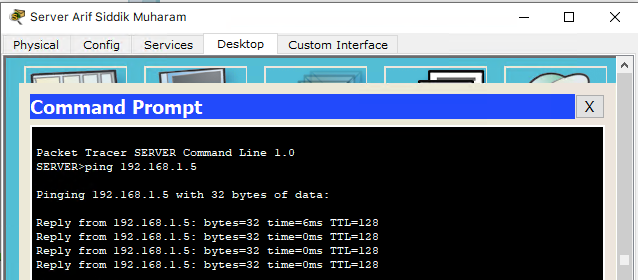 Server Arif Siddik Muharam
Physical Config Services Desktop Custom Interface
Command Prompt X
Packet Tracer SERVER Command Line 1.0
SERVER>ping 192.168.1.5
Pinging 192.168.1.5 with 32 bytes of data:
Reply from 192.168.1.5: bytes=32 time=6ms TTL=128
Reply from 192.168.1.5: bytes=32 time=0ms TTL=128
Reply from 192.168.1.5: bytes=32 time=0ms TTL=128
Reply from 192.168.1.5: bytes=32 time=0ms TTL=128